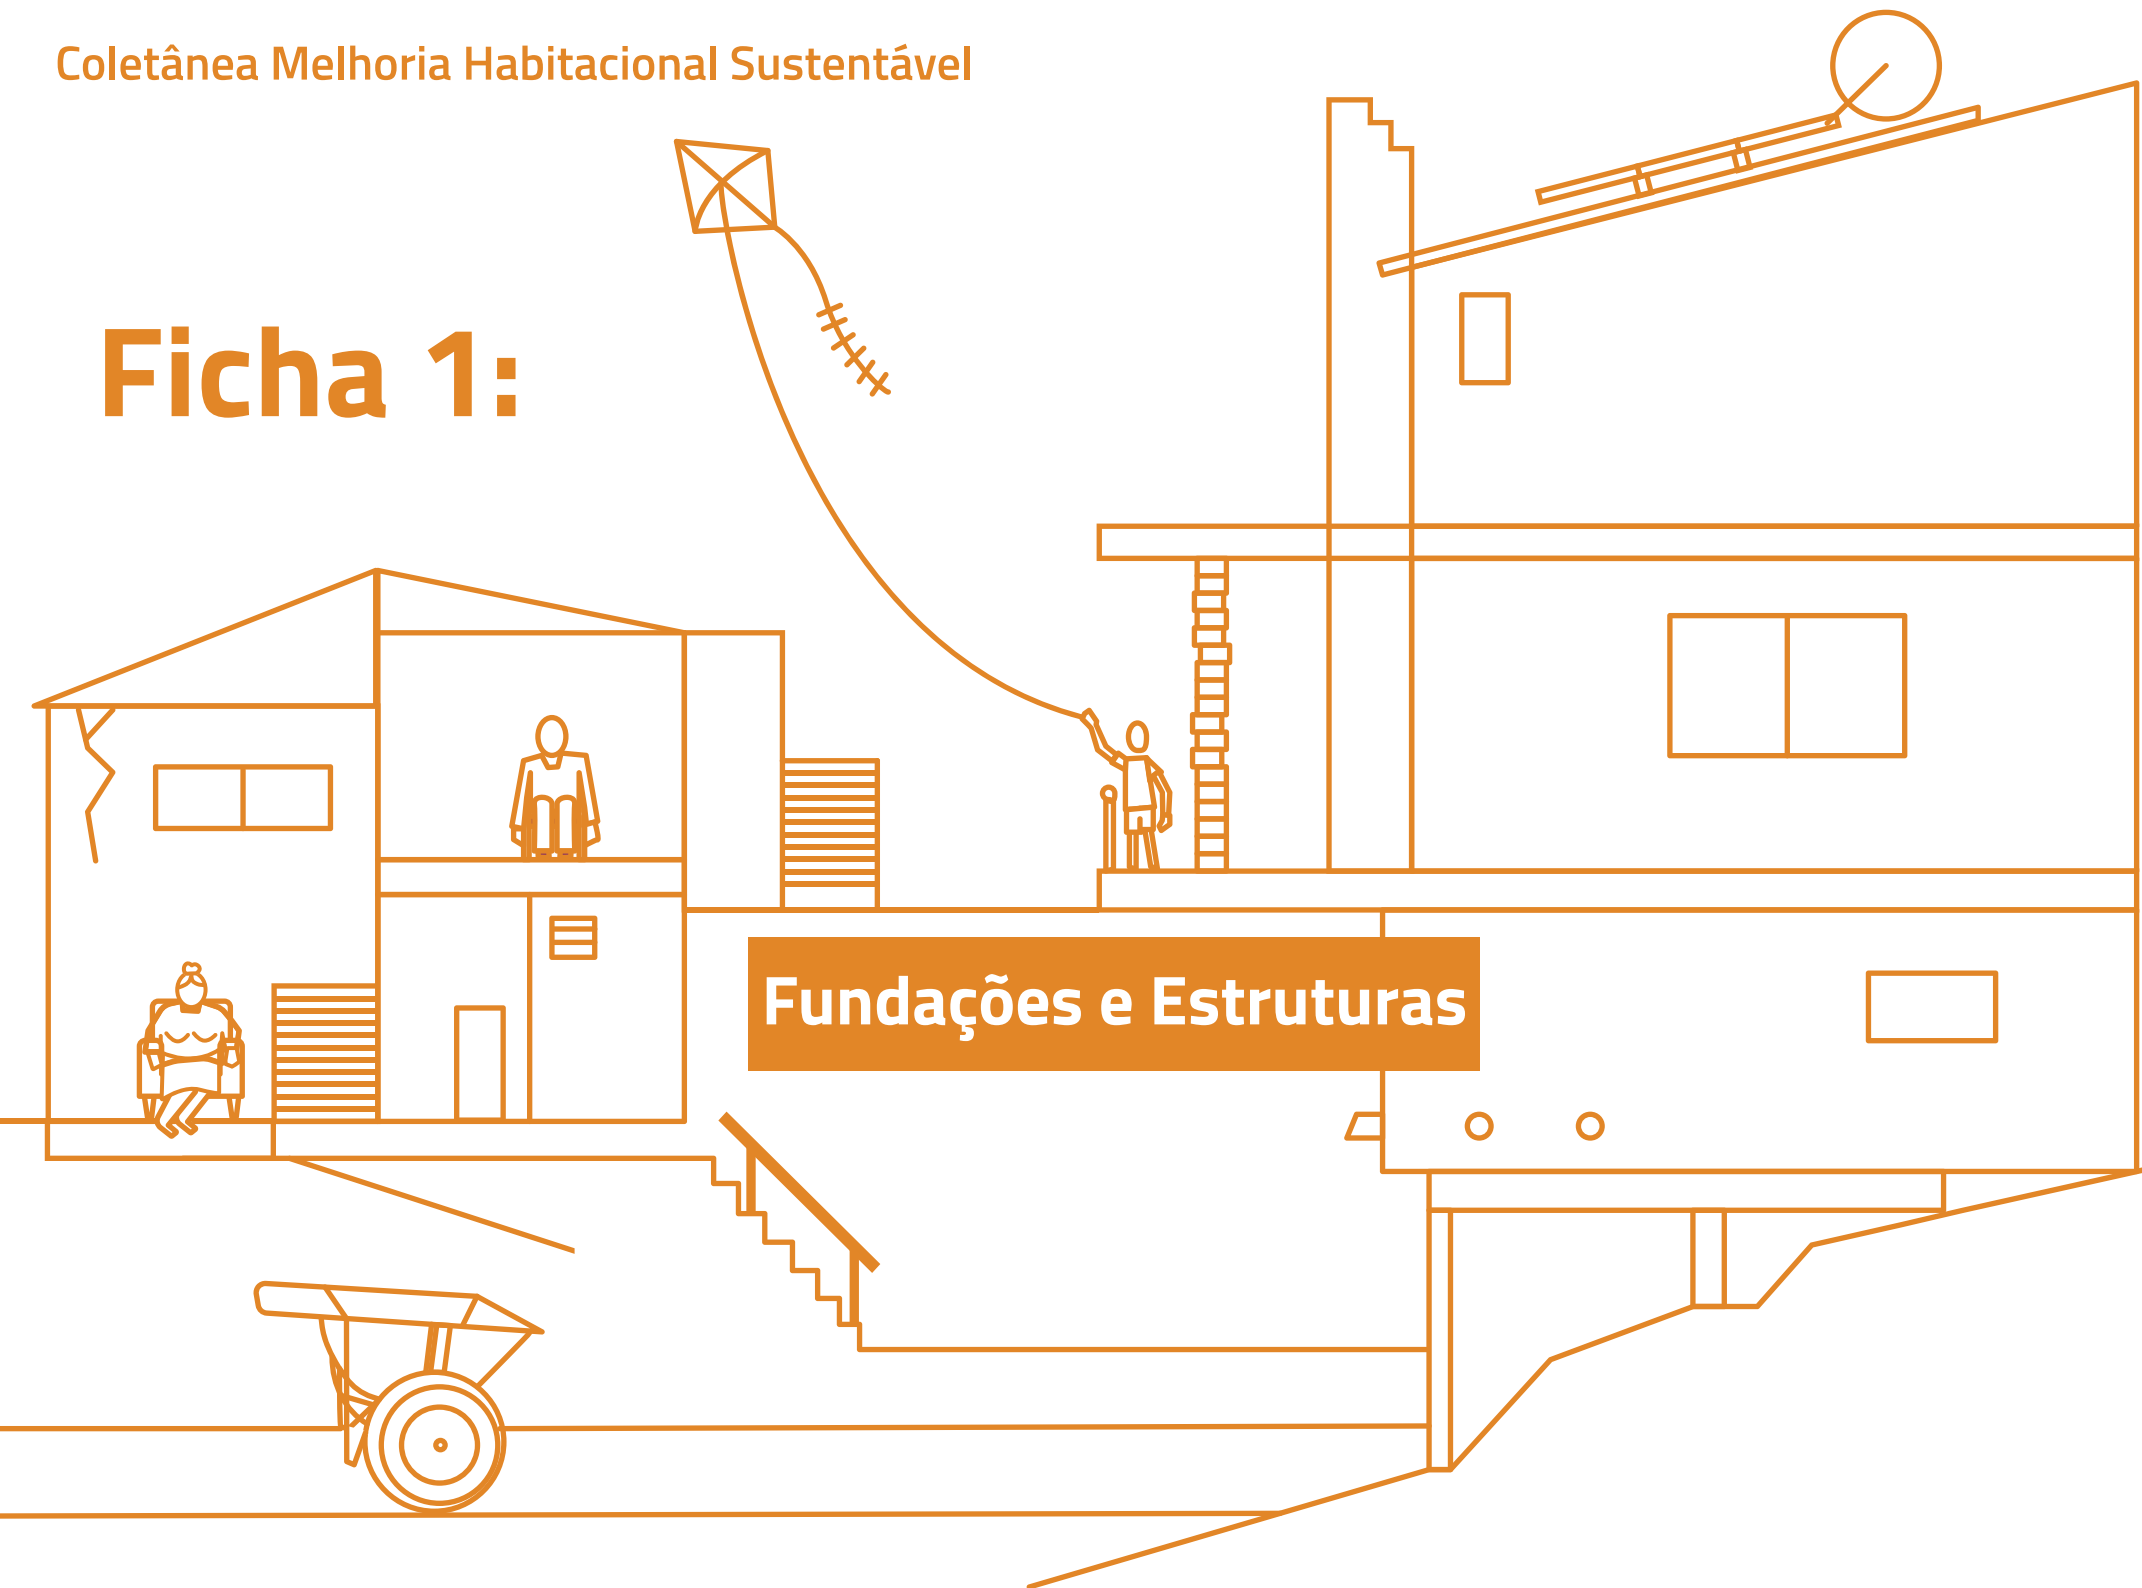 Coletânea Melhoria Habitacional Sustentável
Ficha 1:
Fundações e Estruturas